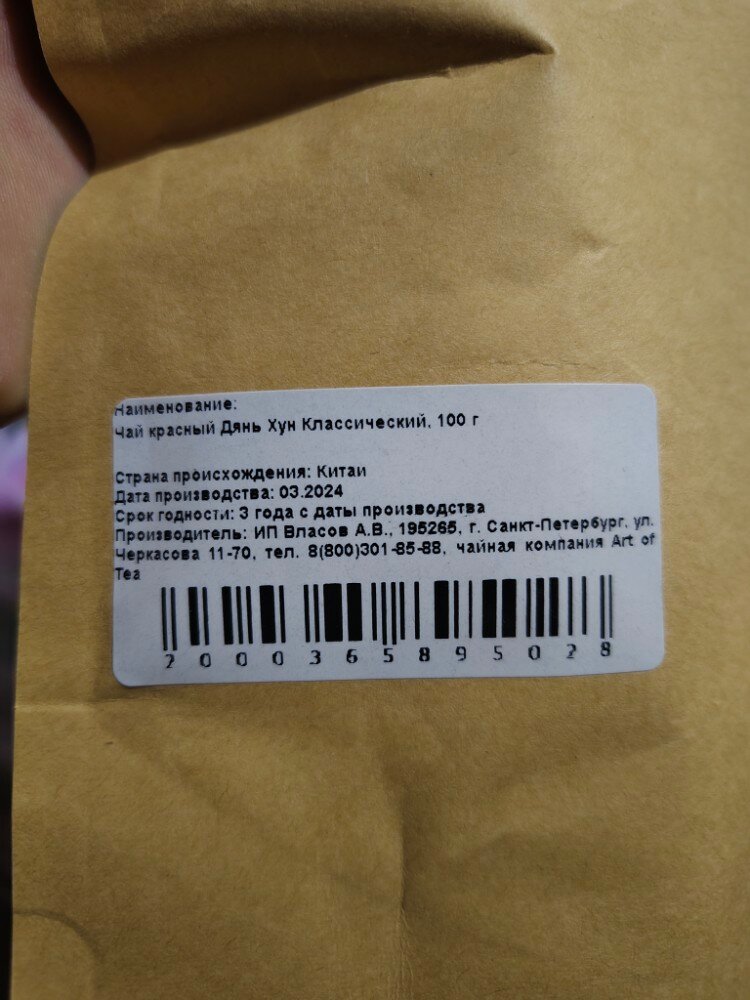 Наименование:
Чай красный Дянь Хун Классический, 100 г
Страна происхождения: Китай
Дата производства: 03.2024
Срок годности: 3 года с даты производства
Производитель: ИП Власов А.В., 195265, г. Санкт-Петербург, ул.
Черкасова 11-70, тел. 8(800)301-85-88, чайная компания Art of
Tea
2000365895028